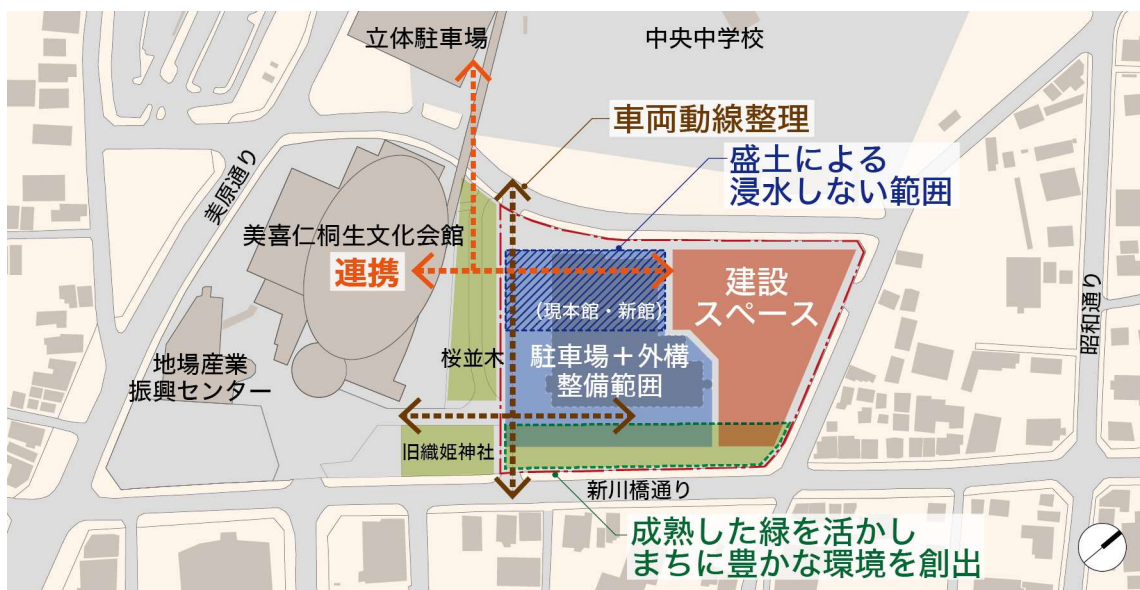 立体駐車場
中央中学校
車両動線整理
盛土による
浸水しない範囲
美原通り
美喜仁桐生文化会館
連携
建設
スペース
(現本館・新館)
昭和通り
桜並木
駐車場+外構
整備範囲
地場産業
振興センター
旧織姫神社
新川橋通り
成熟した緑を活かし
まちに豊かな環境を創出